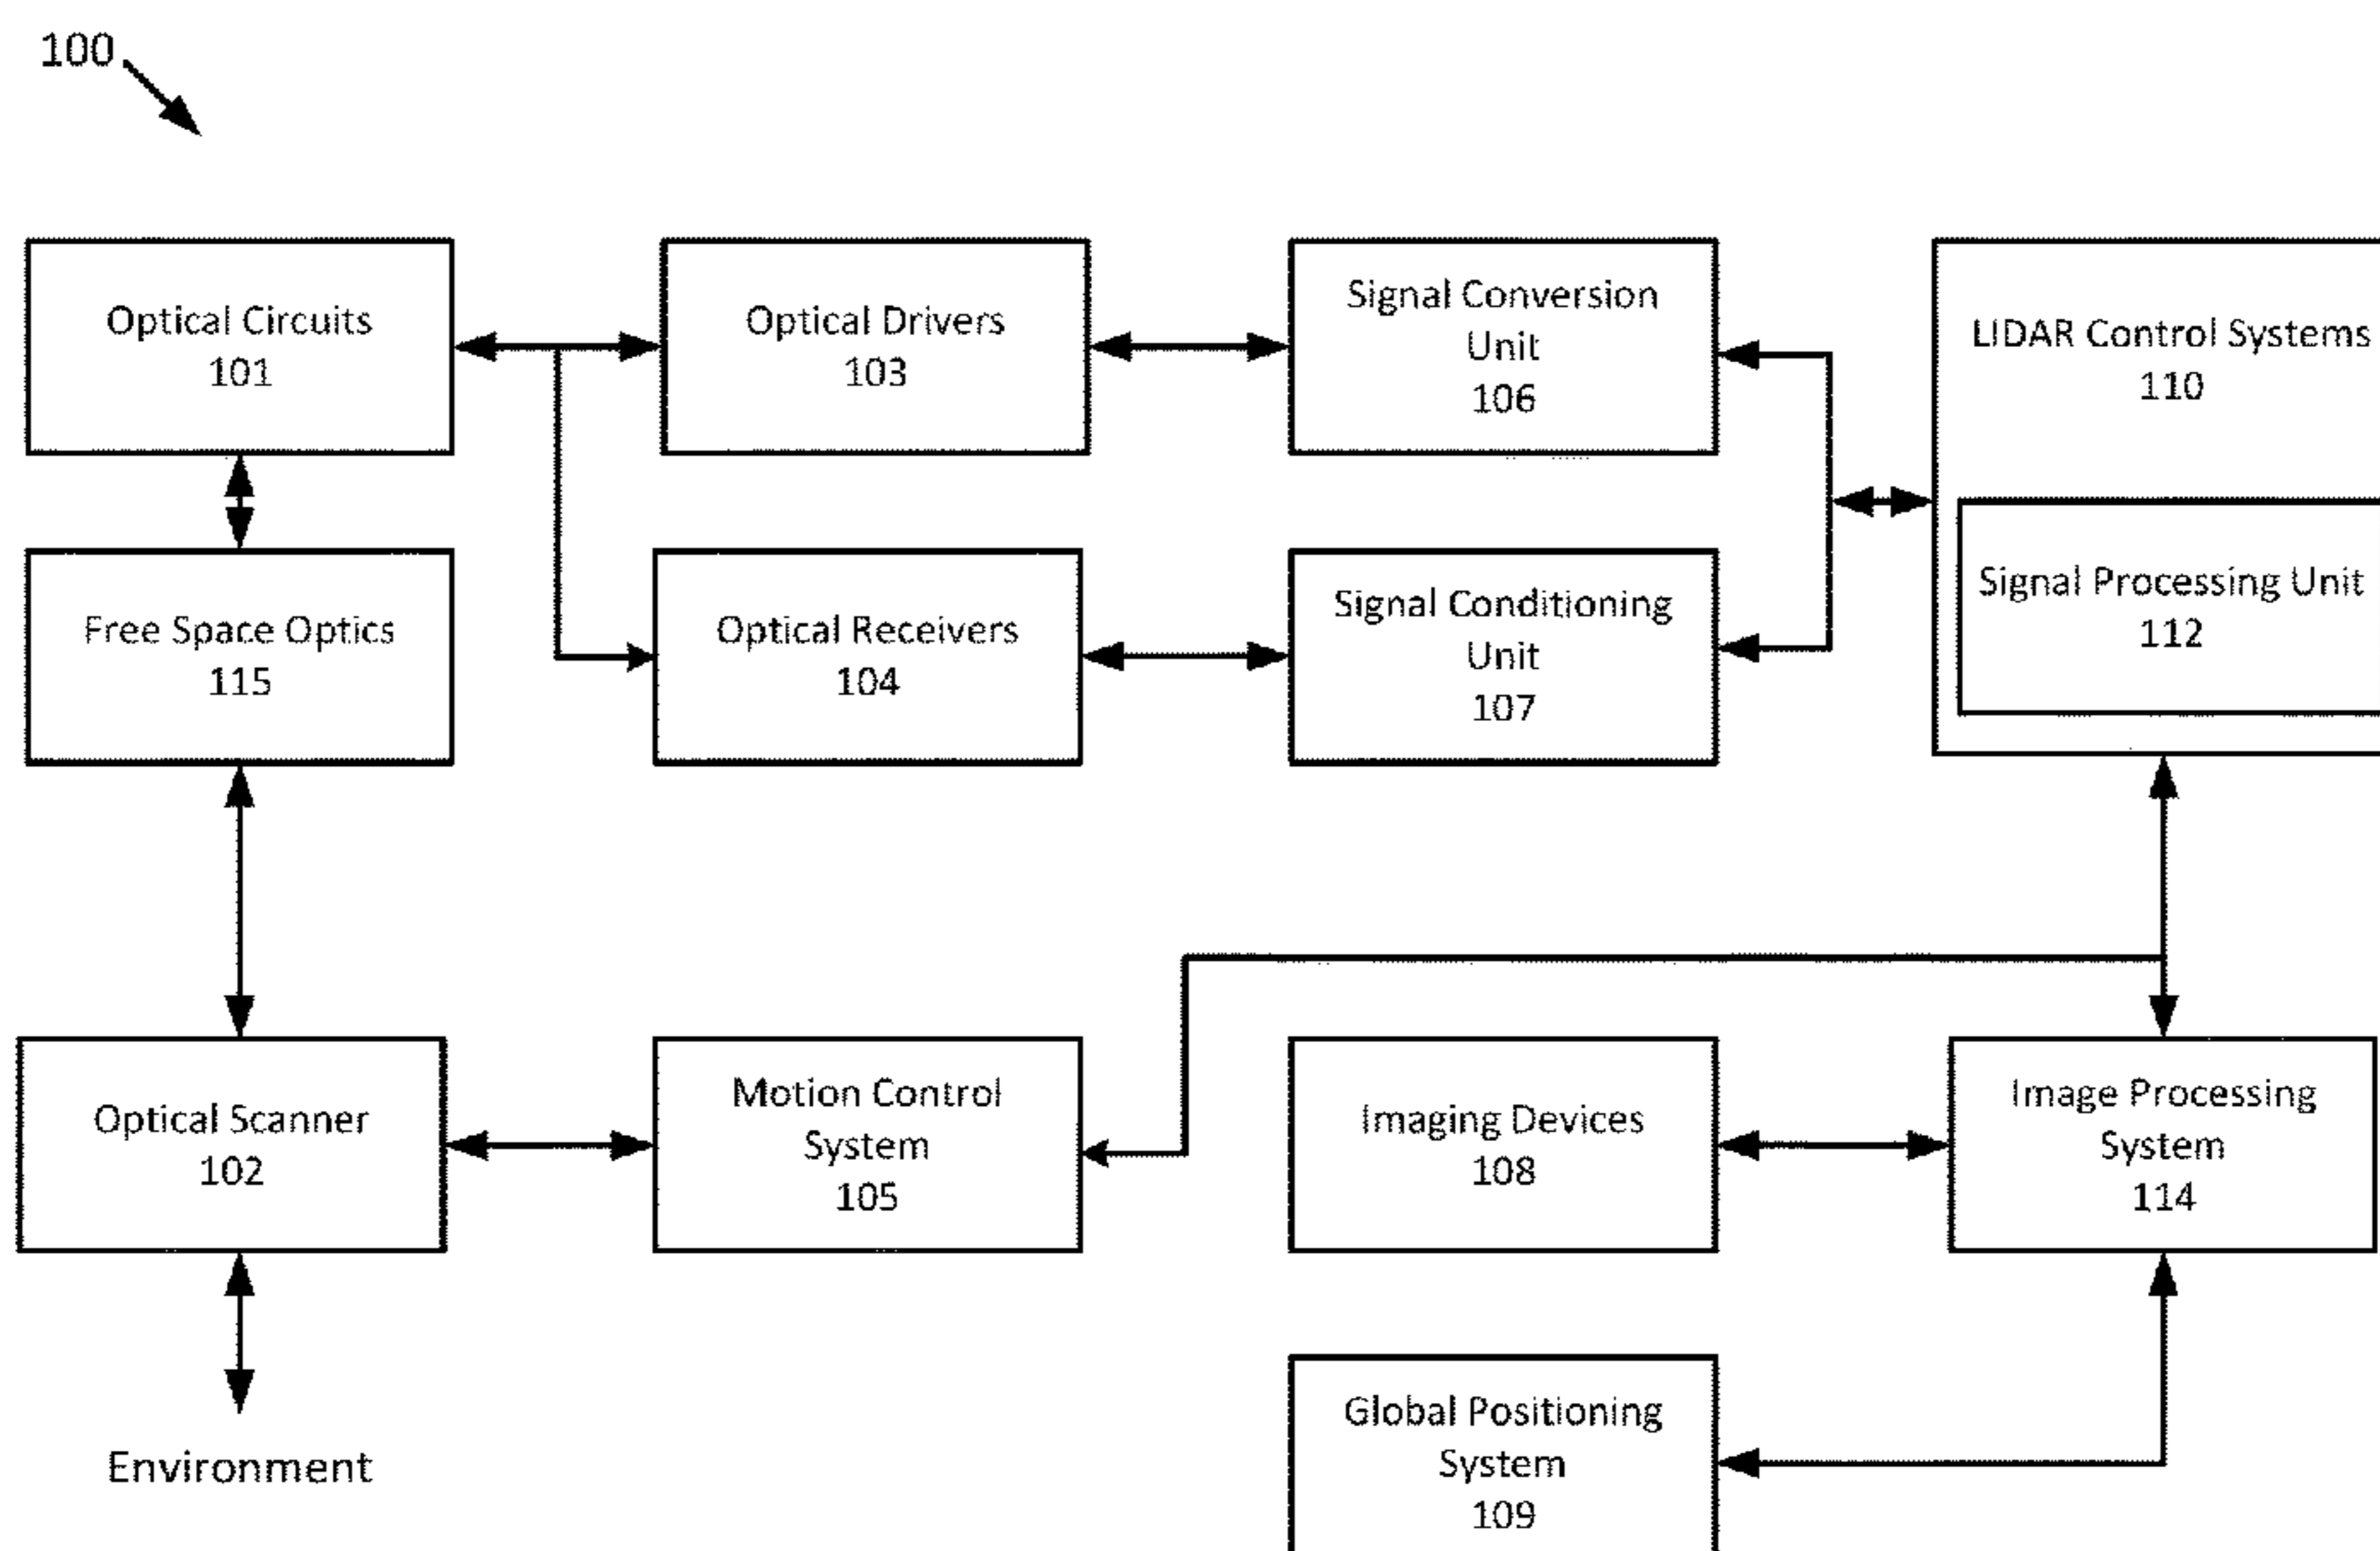 100
Optical Circuits
101
Optical Drivers
103
Signal Conversion
Unit
106
LIDAR Control Systems
110
Signal Processing Unit
112
Free Space Optics
115
Optical Receivers
104
Signal Conditioning
Unit
107
Optical Scanner
102
Motion Control
System
105
Imaging Devices
108
Image Processing
System
114
Environment
Global Positioning
System
109